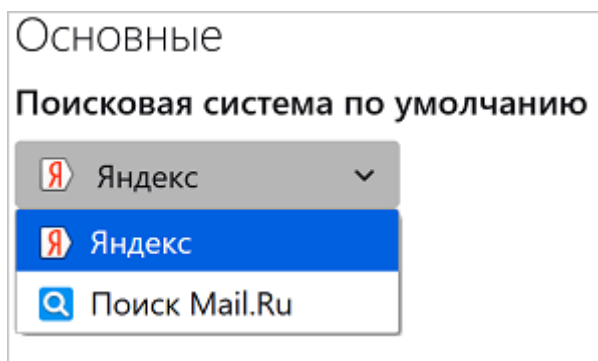 Основные
Поисковая система по умолчанию
Я Яндекс
Я Яндекс
Поиск Mail.Ru